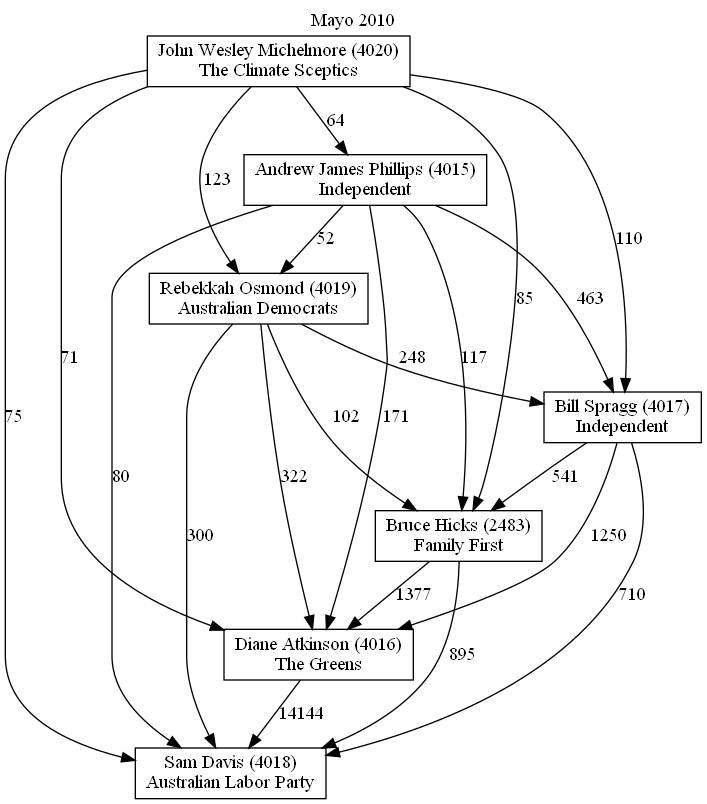 Mayo 2010
John Wesley Michelmore (4020)
The Climate Sceptics
64
Andrew James Phillips (4015)
Independent
123
52
110
Rebekkah Osmond (4019)
Australian Democrats
85
463
71
248
117
75
102
171
Bill Spragg (4017)
Independent
80
322
541
300
Bruce Hicks (2483)
Family First
1250
1377
710
Diane Atkinson (4016)
The Greens
895
14144
Sam Davis (4018)
Australian Labor Party